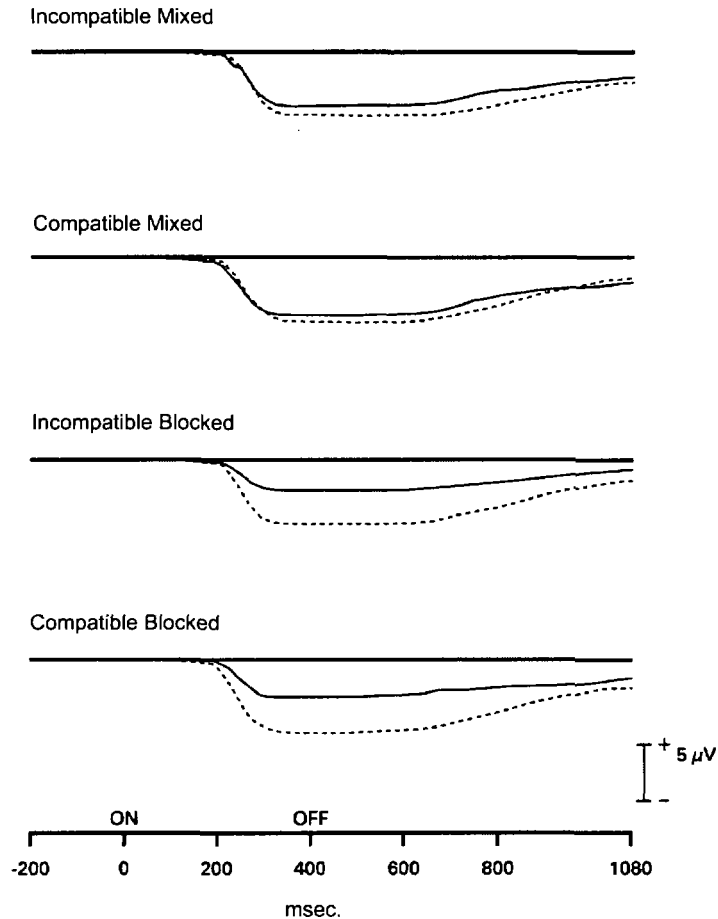 Incompatible Mixed
Compatible Mixed
Incompatible Blocked
Compatible Blocked
+
5 µV
-
ON OFF
-200 0 200 400 600 800 1080
msec.